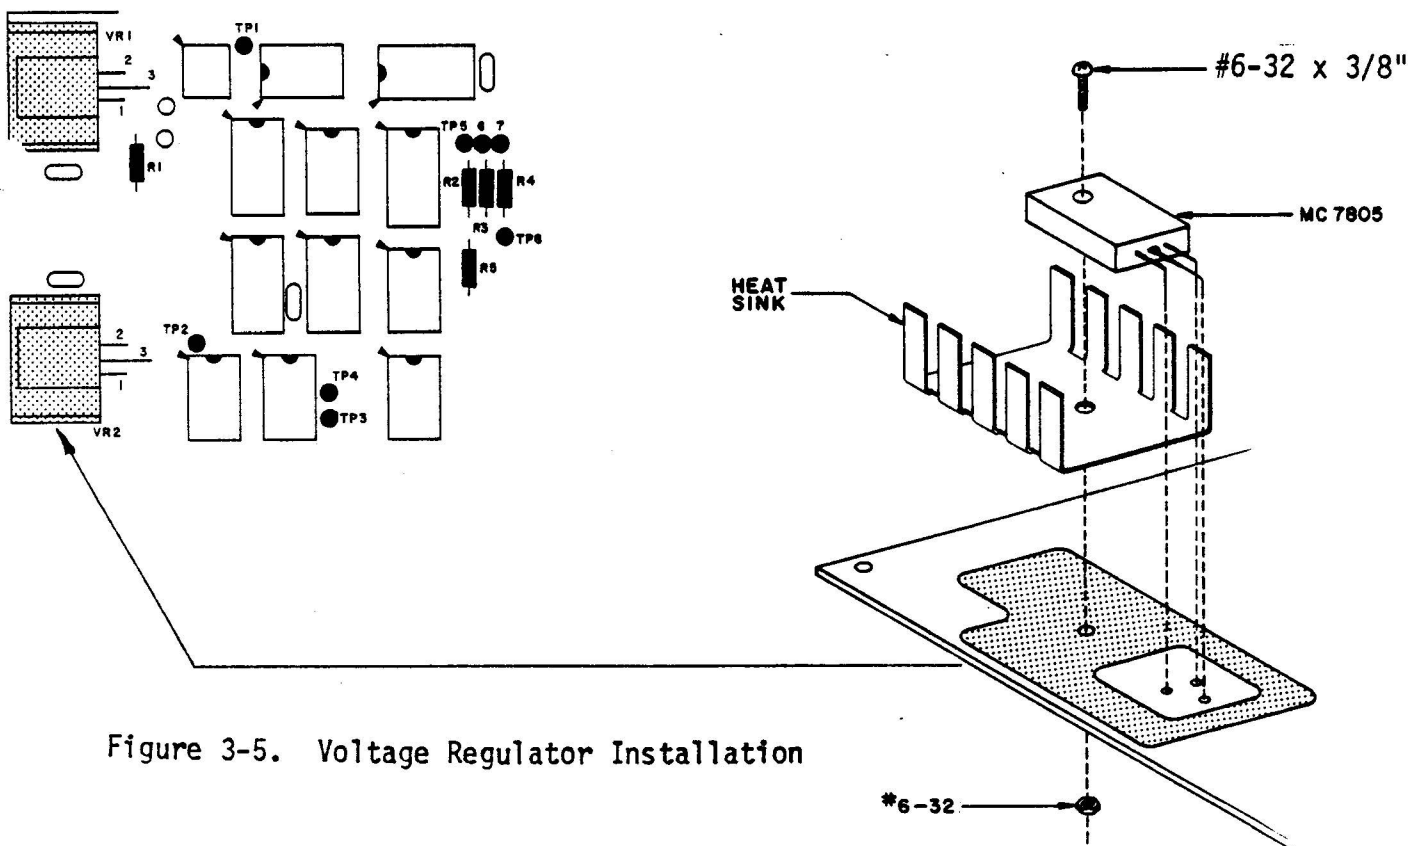 VR1
2
3
1
TP1
R1
TP5 6 7
R2
R4
R3
TP6
R5
2
3
1
VR2
TP2
TP4
TP3
#6-32 x 3/8"
MC 7805
HEAT
SINK
#6-32
Figure 3-5. Voltage Regulator Installation